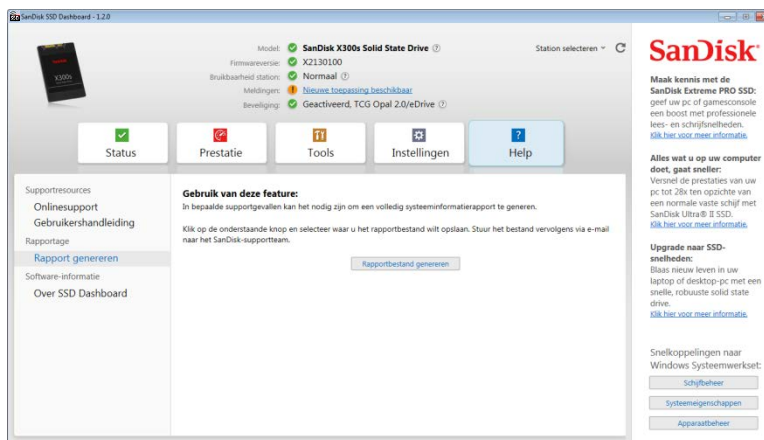 SanDisk SSD Dashboard - 1.2.0
Model: SanDisk X300s Solid State Drive
Station selecteren
Firmwareversie: X2130100
Bruikbaarheid station: Normaal
Meldingen: Nieuwe toepassing beschikbaar
Beveiliging: Geactiveerd, TCG Opal 2.0/eDrive
X300s
Status
Prestatie
Tools
Instellingen
Help
Supportresources
Onlinesupport
Gebruikershandleiding
Rapportage
Rapport genereren
Software-informatie
Over SSD Dashboard
Gebruik van deze feature:
In bepaalde supportgevallen kan het nodig zijn om een volledig systeeminformatierapport te genereren.
Klik op de onderstaande knop en selecteer waar u het rapportbestand wilt opslaan. Stuur het bestand vervolgens via e-mail
naar het SanDisk-supportteam.
Rapportbestand genereren
SanDisk
Maak kennis met de
SanDisk Extreme PRO SSD:
geef uw pc of gamesconsole
een boost met professionele
lees- en schrijfsnelheden.
Klik hier voor meer informatie.
Alles wat u op uw computer
doet, gaat sneller:
Versnel de prestaties van uw
pc tot 28x ten opzichte van
een normale vaste schijf met
SanDisk Ultra® II SSD.
Klik hier voor meer informatie.
Upgrade naar SSD-
snelheden:
Blaas nieuw leven in uw
laptop of desktop-pc met een
snelle, robuuste solid state
drive.
Klik hier voor meer informatie.
Snelkoppelingen naar
Windows Systeemwerkset:
Schijfbeheer
Systeemeigenschappen
Apparaatbeheer